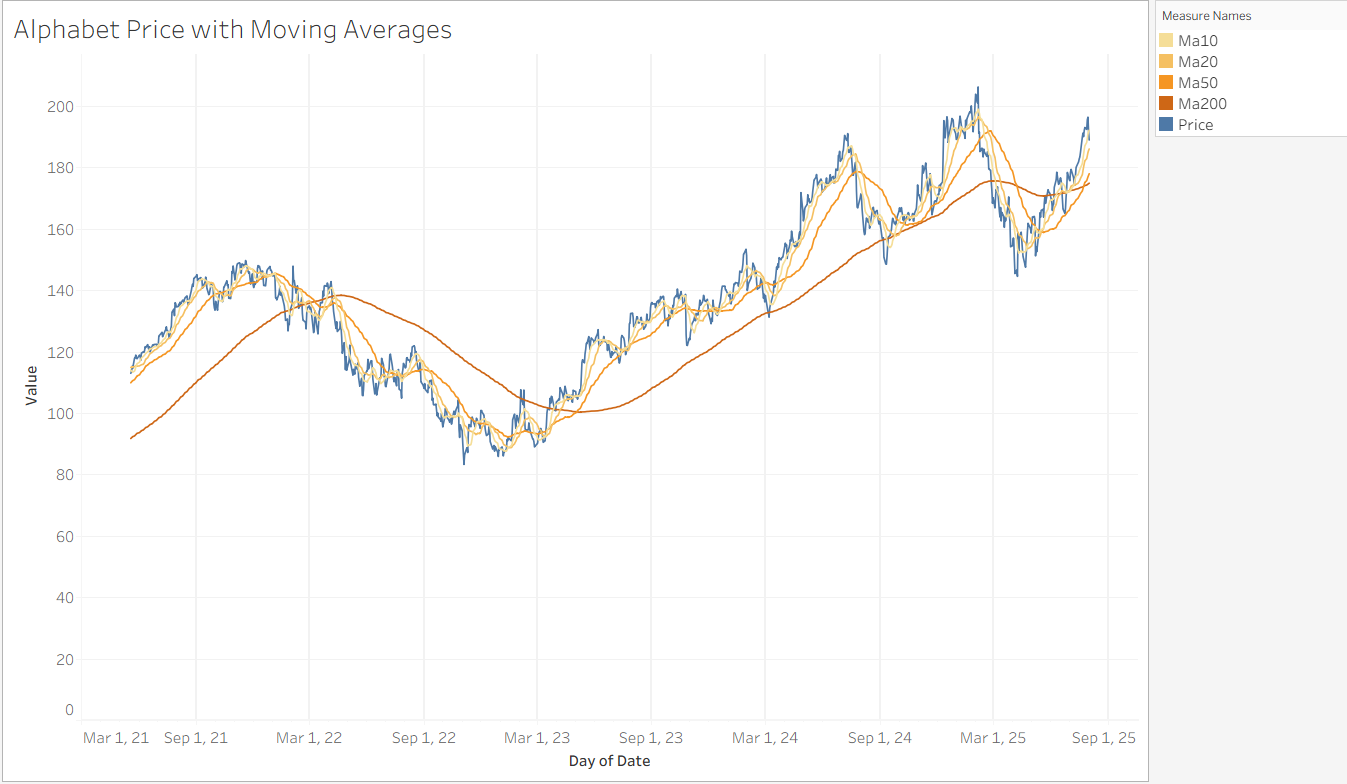 Alphabet Price with Moving Averages
Measure Names
Ma10
Ma20
Ma50
Ma200
Price
200
180
160
140
120
100
80
60
40
20
0
Value
Mar 1, 21 Sep 1, 21 Mar 1, 22 Sep 1, 22 Mar 1, 23 Sep 1, 23 Mar 1, 24 Sep 1, 24 Mar 1, 25 Sep 1, 25
Day of Date